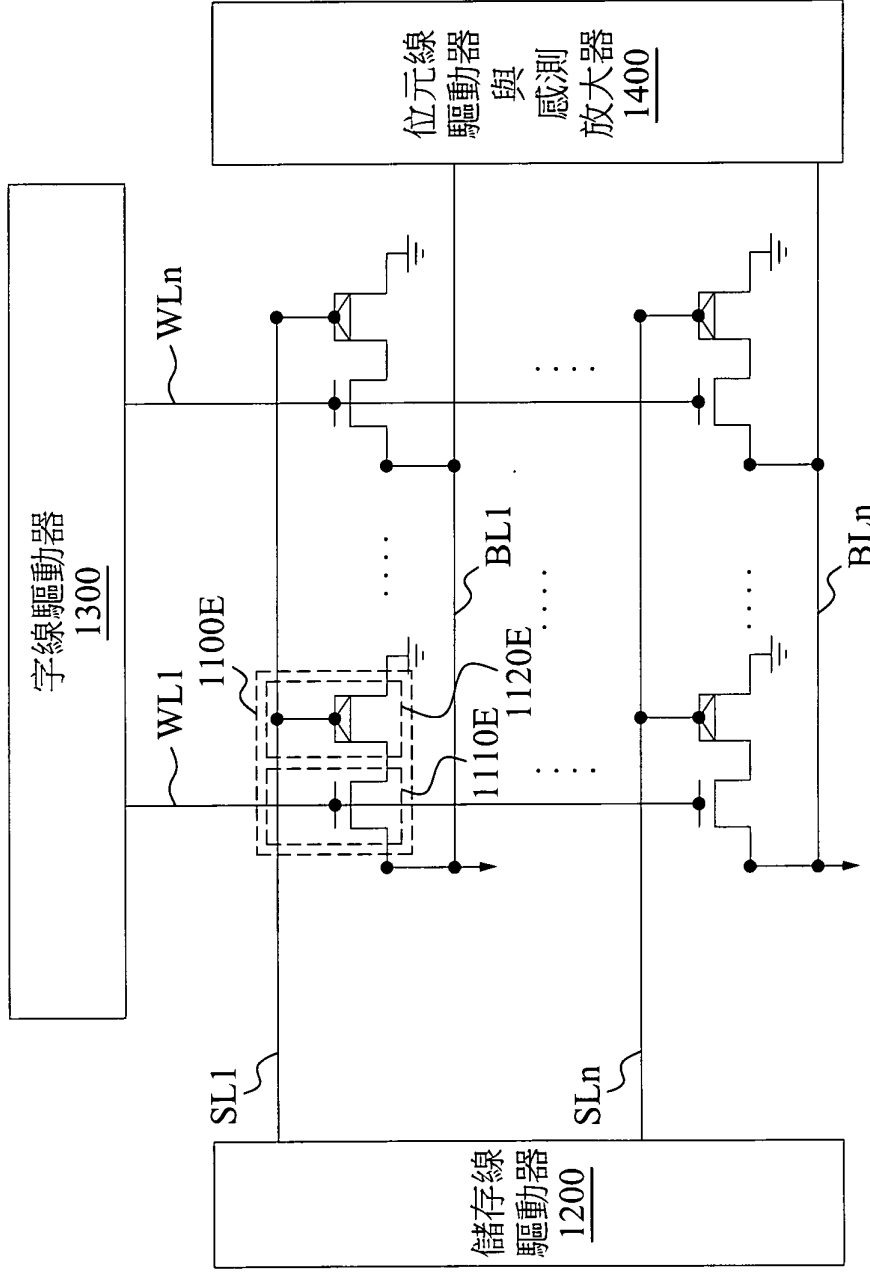 字線驅動器
1300
WL1
WLn
1100E
SL1
1110E
1120E
BL1
SLn
BLn
儲存線
驅動器
1200
位元線
驅動器
與
感測
放大器
1400